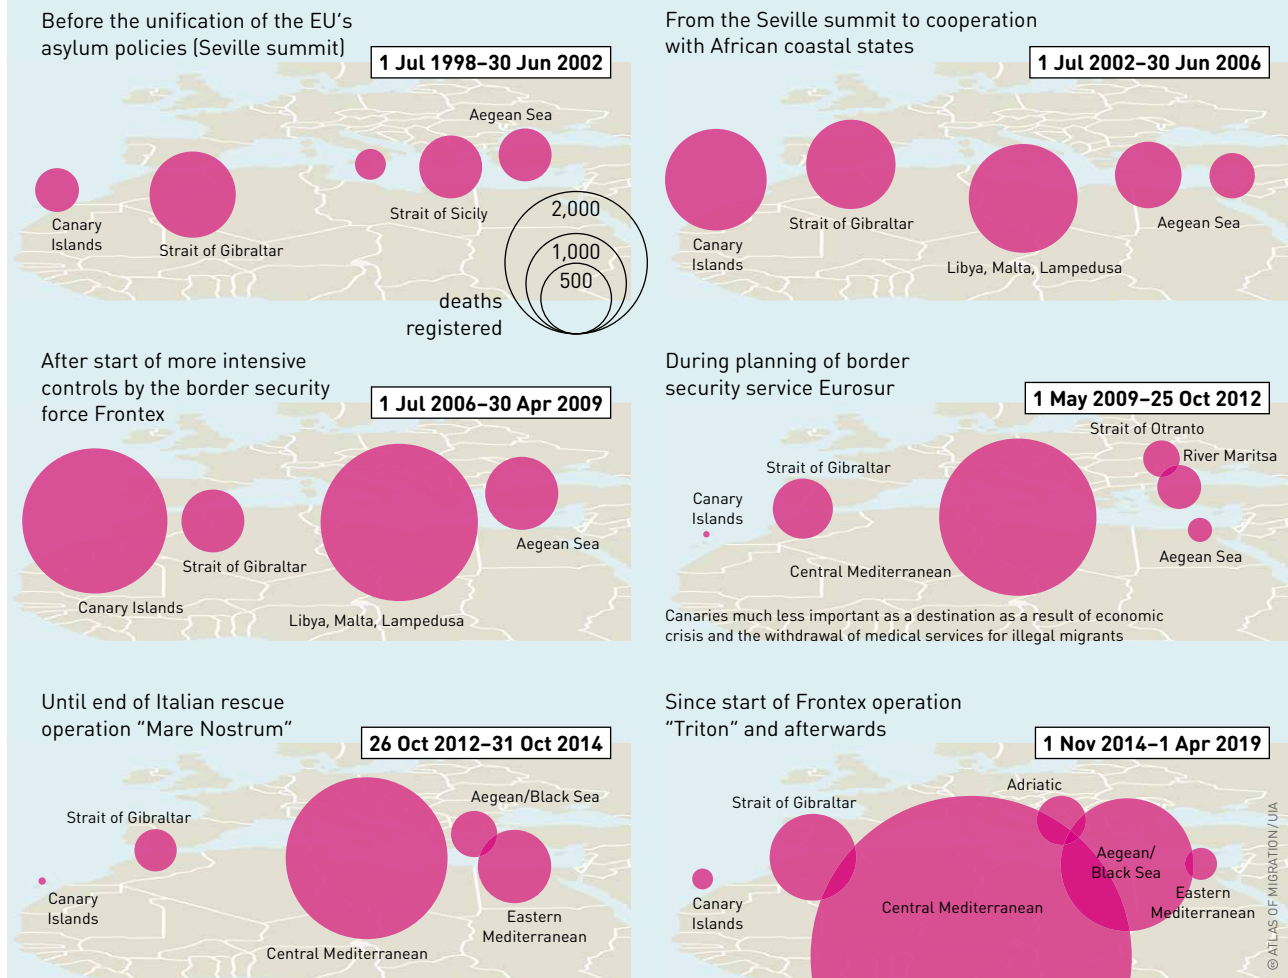 Before the unification of the EU's
asylum policies (Seville summit)
1 Jul 1998–30 Jun 2002
Aegean Sea
Strait of Sicily
Canary
Islands
Strait of Gibraltar
2,000
1,000
500
deaths
registered
From the Seville summit to cooperation
with African coastal states
1 Jul 2002–30 Jun 2006
Strait of Gibraltar
Aegean Sea
Canary
Islands
Libya, Malta, Lampedusa
After start of more intensive
controls by the border security
force Frontex
1 Jul 2006–30 Apr 2009
Aegean Sea
Strait of Gibraltar
Canary Islands
Libya, Malta, Lampedusa
During planning of border
security service Eurosur
1 May 2009–25 Oct 2012
Strait of Otranto
River Maritsa
Strait of Gibraltar
Canary
Islands
Aegean Sea
Central Mediterranean
Canaries much less important as a destination as a result of economic
crisis and the withdrawal of medical services for illegal migrants
Until end of Italian rescue
operation "Mare Nostrum"
26 Oct 2012–31 Oct 2014
Aegean/Black Sea
Strait of Gibraltar
Canary
Islands
Eastern
Mediterranean
Central Mediterranean
Since start of Frontex operation
"Triton" and afterwards
1 Nov 2014–1 Apr 2019
Adriatic
Strait of Gibraltar
Aegean/
Black Sea
Eastern
Mediterranean
Canary
Islands
Central Mediterranean
ATLAS OF MIGRATION/UIA